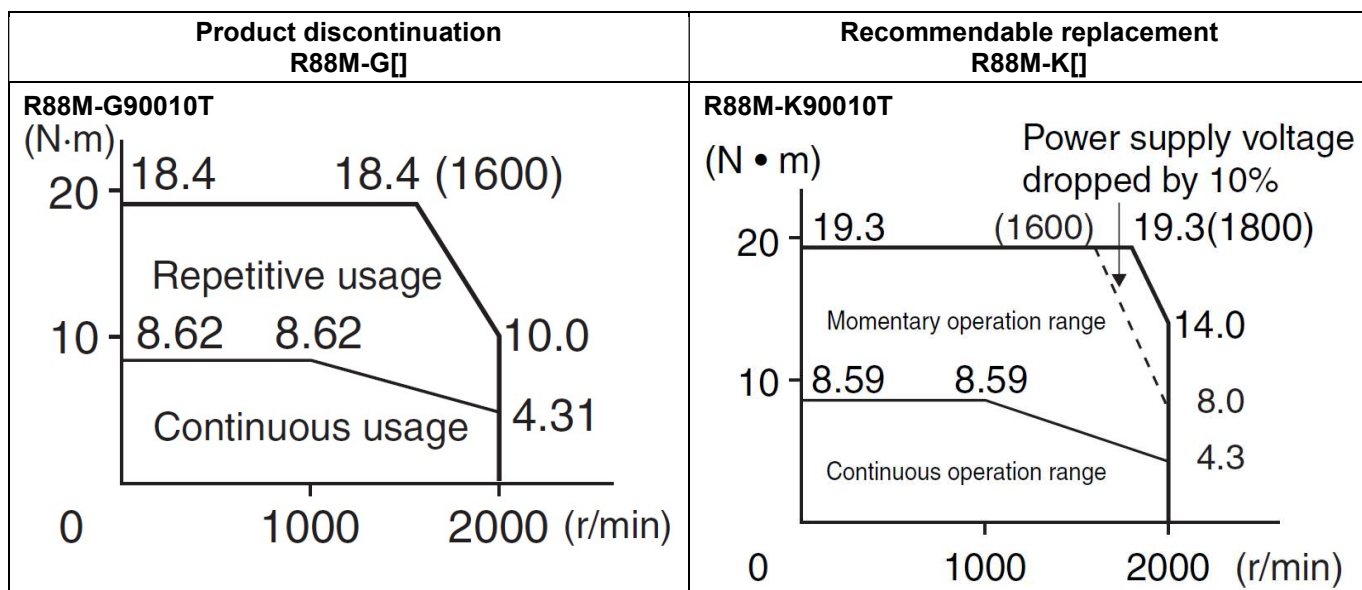 Product discontinuation
R88M-G[]
Recommendable replacement
R88M-K[]
R88M-G90010T
(N·m)
20
18.4
18.4 (1600)
Repetitive usage
10
8.62
8.62
10.0
Continuous usage
4.31
0
1000
2000
(r/min)
R88M-K90010T
(N • m)
Power supply voltage
dropped by 10%
20
19.3
(1600)
19.3(1800)
Momentary operation range
14.0
10
8.59
8.59
8.0
Continuous operation range
4.3
0
1000
2000
(r/min)